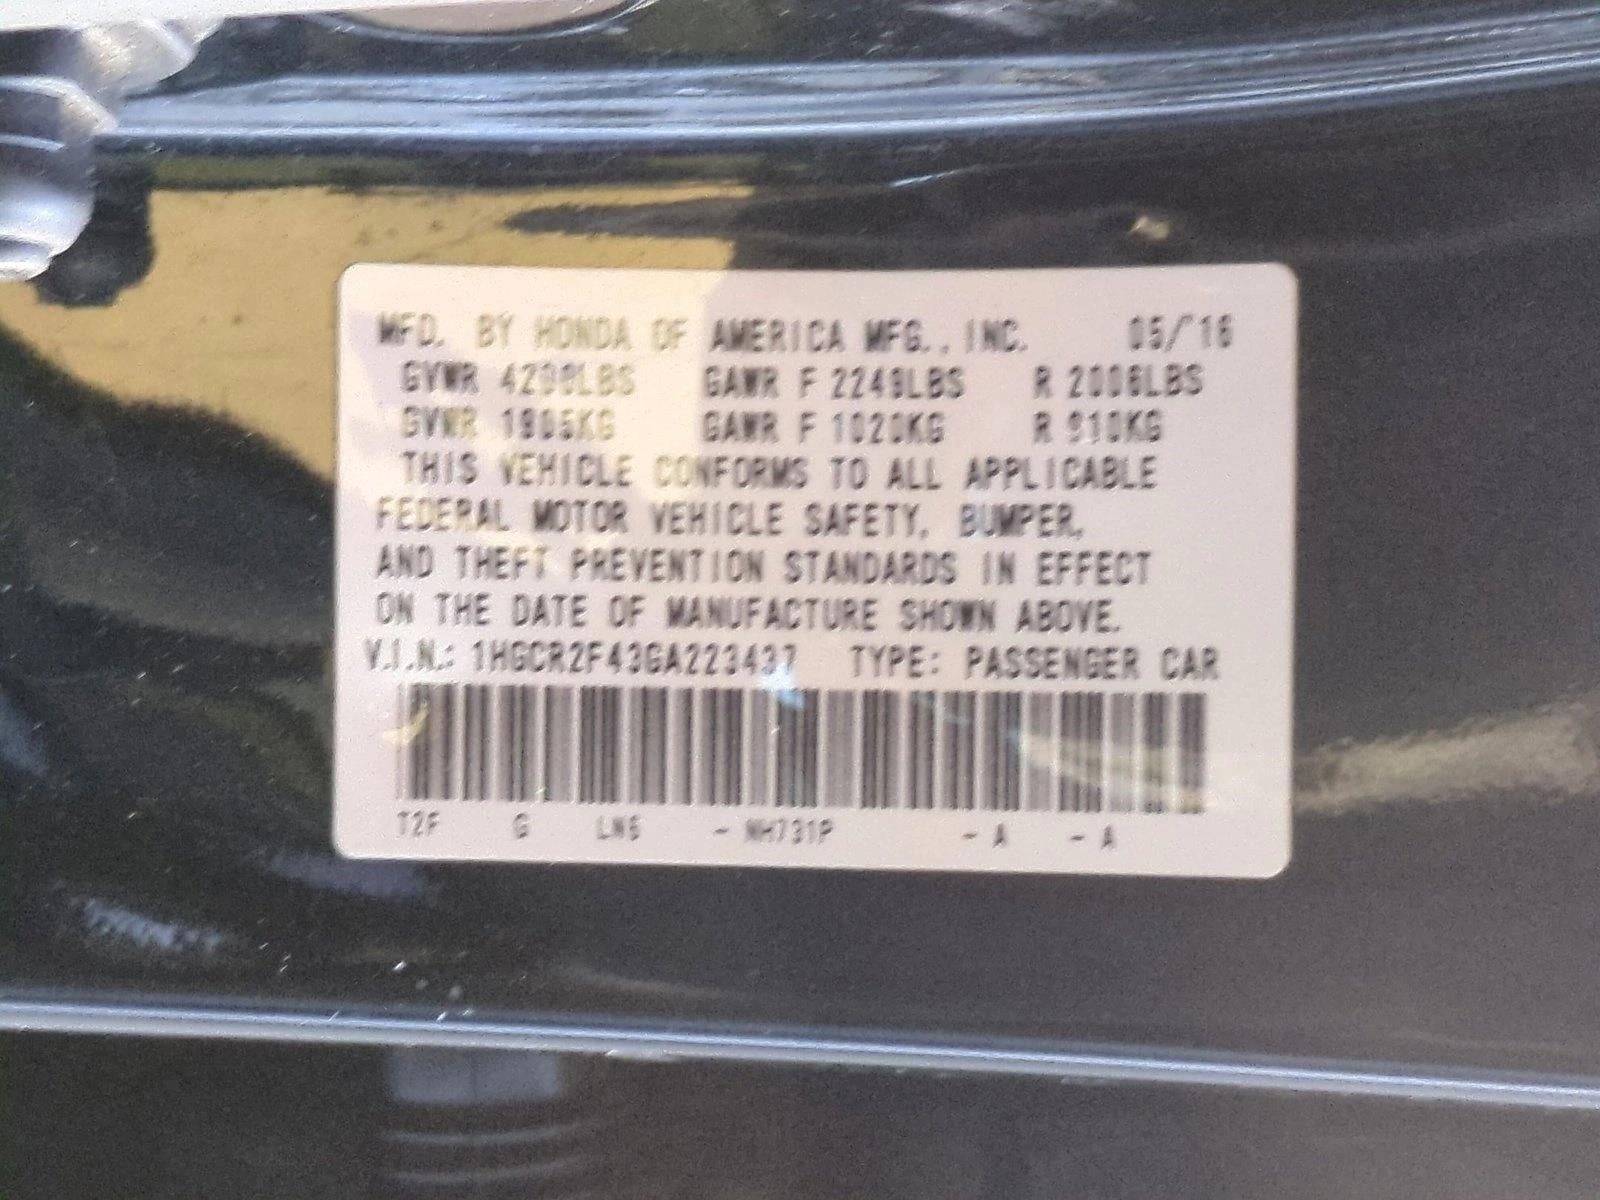 MFD. BY HONDA OF AMERICA MFG., INC. 05/'16
GVWR 4200LBS GAWR F 2249LBS R 2006LBS
GVWR 1905KG GAWR F 1020KG R 910KG
THIS VEHICLE CONFORMS TO ALL APPLICABLE
FEDERAL MOTOR VEHICLE SAFETY, BUMPER,
AND THEFT PREVENTION STANDARDS IN EFFECT
ON THE DATE OF MANUFACTURE SHOWN ABOVE.
V.I.N.: 1HGCR2F43GA223437 TYPE: PASSENGER CAR
T2F G LN6 - NH731P - A - A